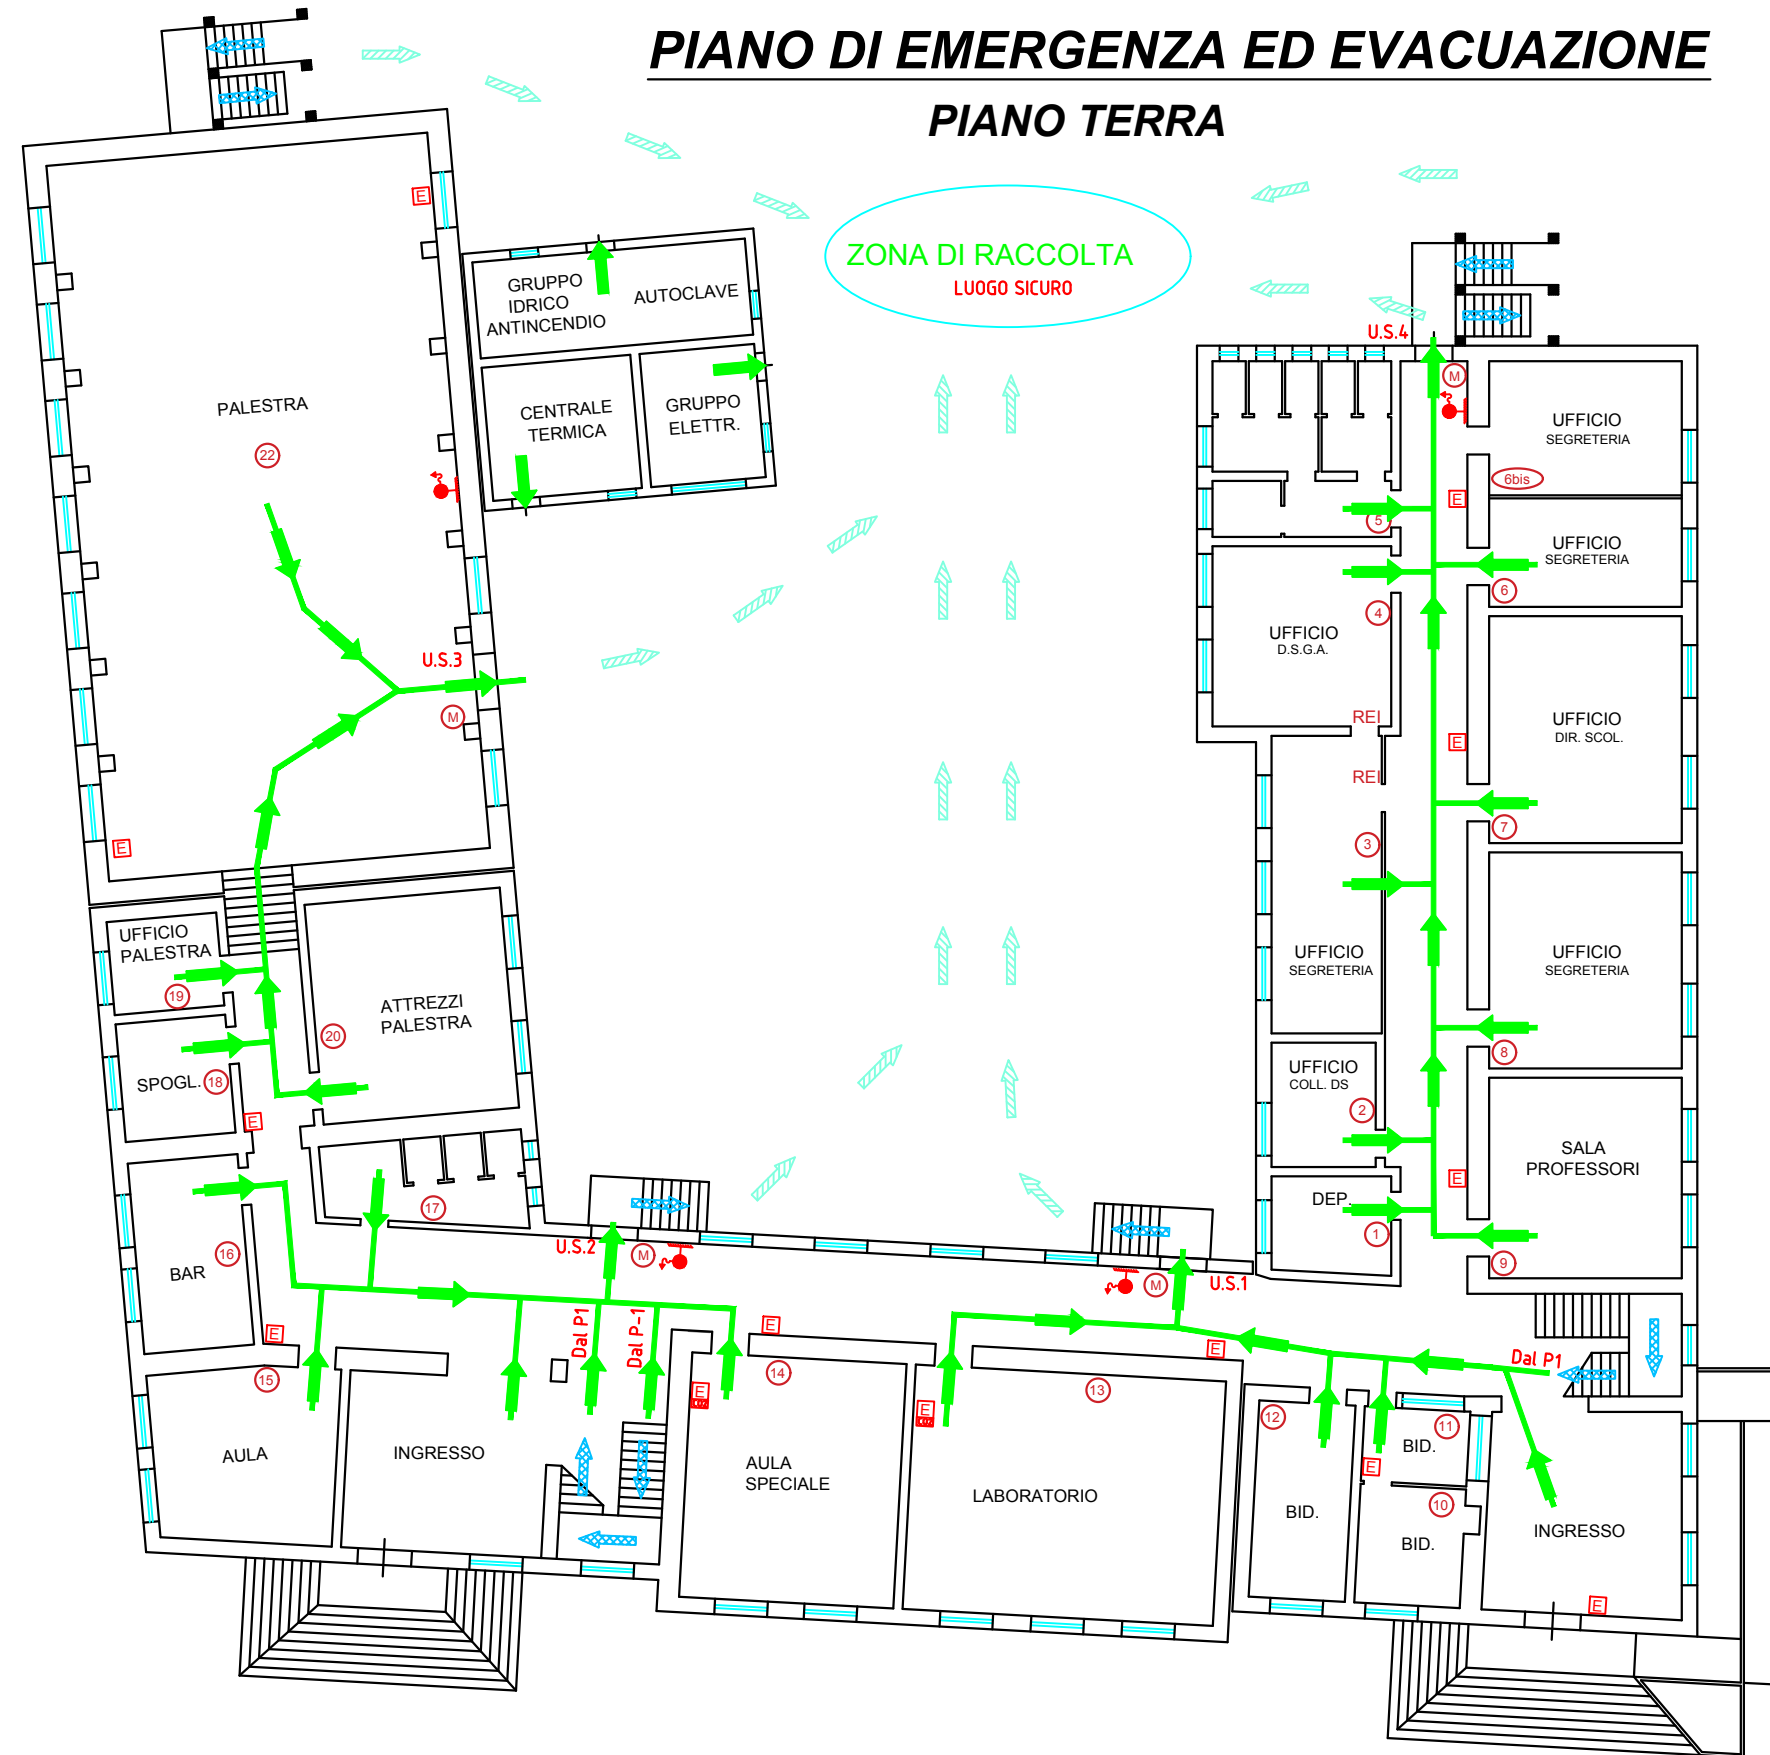 PIANO DI EMERGENZA ED EVACUAZIONE
PIANO TERRA
ZONA DI RACCOLTA
LUOGO SICURO
E
PALESTRA
22
U.S.3
M
E
GRUPPO
IDRICO
ANTINCENDIO
AUTOCLAVE
CENTRALE
TERMICA
GRUPPO
ELETTR.
U.S.4
M
UFFICIO
SEGRETERIA
6bis
E
5
UFFICIO
SEGRETERIA
6
4
UFFICIO
D.S.G.A.
REI
REI
E
UFFICIO
DIR. SCOL.
7
3
UFFICIO
SEGRETERIA
UFFICIO
SEGRETERIA
8
UFFICIO
COLL. DS
2
SALA
PROFESSORI
E
DEP.
1
9
UFFICIO
PALESTRA
19
ATTREZZI
PALESTRA
20
SPOGL.
18
E
17
16
BAR
E
15
U.S.2
M
Dal P1
Dal P-1
M
U.S.1
E
14
E
E
13
E
Dal P1
12
11
BID.
E
10
AULA
INGRESSO
AULA
SPECIALE
LABORATORIO
BID.
BID.
INGRESSO
E